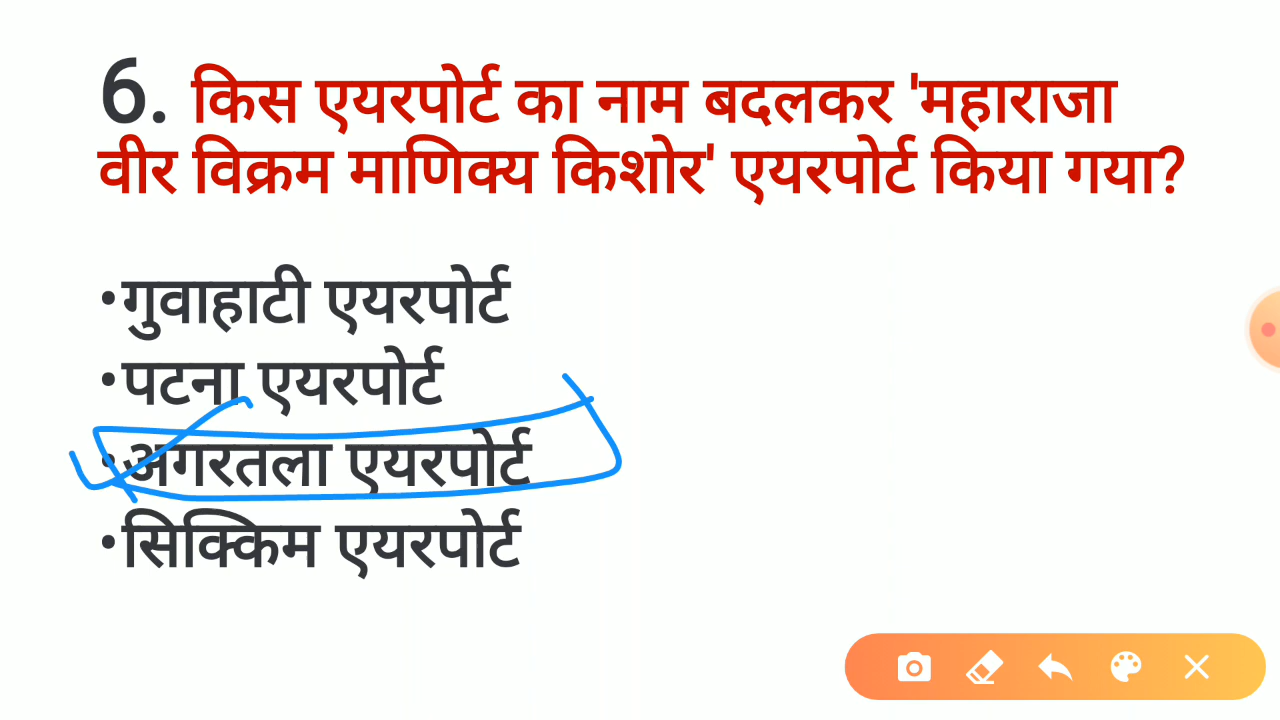 6. किस एयरपोर्ट का नाम बदलकर 'महाराजा
वीर विक्रम माणिक्य किशोर' एयरपोर्ट किया गया?
•गुवाहाटी एयरपोर्ट
•पटना एयरपोर्ट
•अगरतला एयरपोर्ट
•सिक्किम एयरपोर्ट